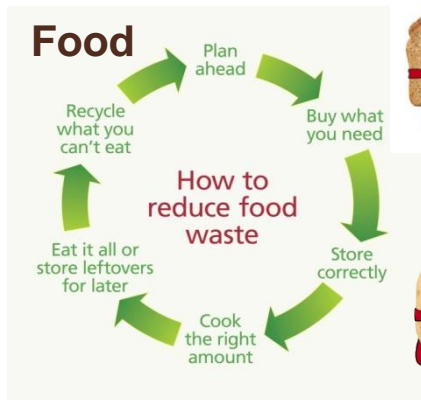 Food
Plan
ahead
Buy what
you need
Store
correctly
Cook
the right
amount
Eat it all or
store leftovers
for later
Recycle
what you
can't eat
How to
reduce food
waste